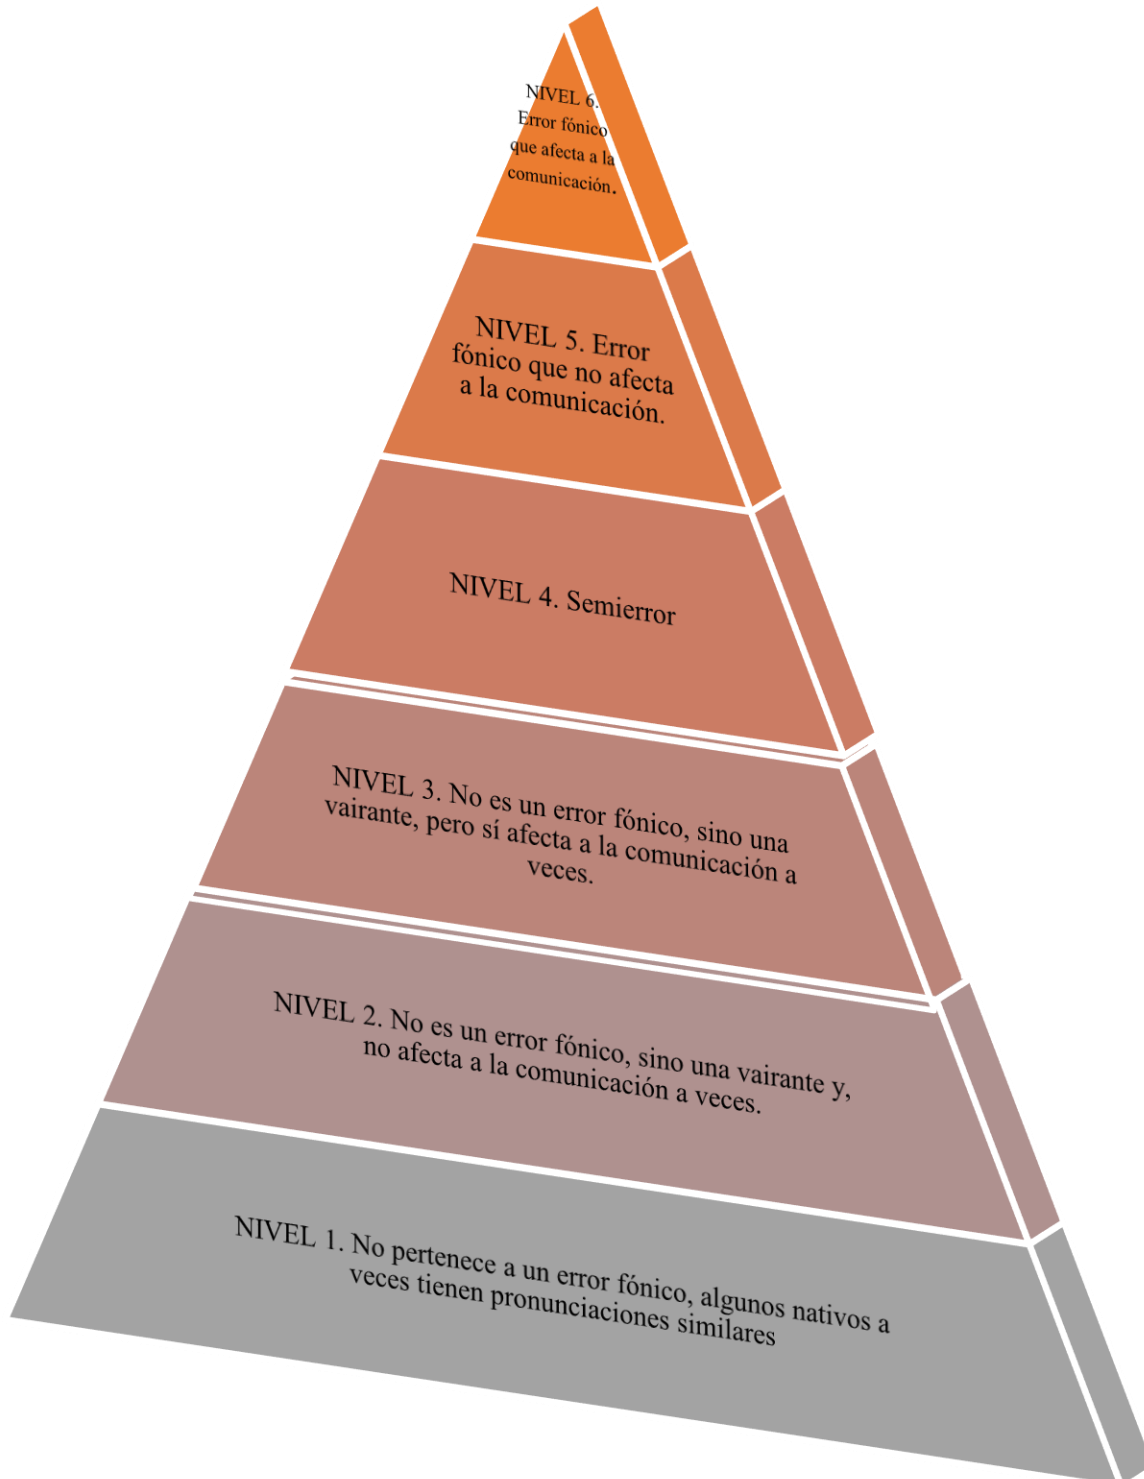 NIVEL 6.
Error fónico
que afecta a la
comunicación.
NIVEL 5. Error
fónico que no afecta
a la comunicación.
NIVEL 4. Semierror
NIVEL 3. No es un error fónico, sino una
vairante, pero sí afecta a la comunicación a
veces.
NIVEL 2. No es un error fónico, sino una vairante y,
no afecta a la comunicación a veces.
NIVEL 1. No pertenece a un error fónico, algunos nativos a
veces tienen pronunciaciones similares